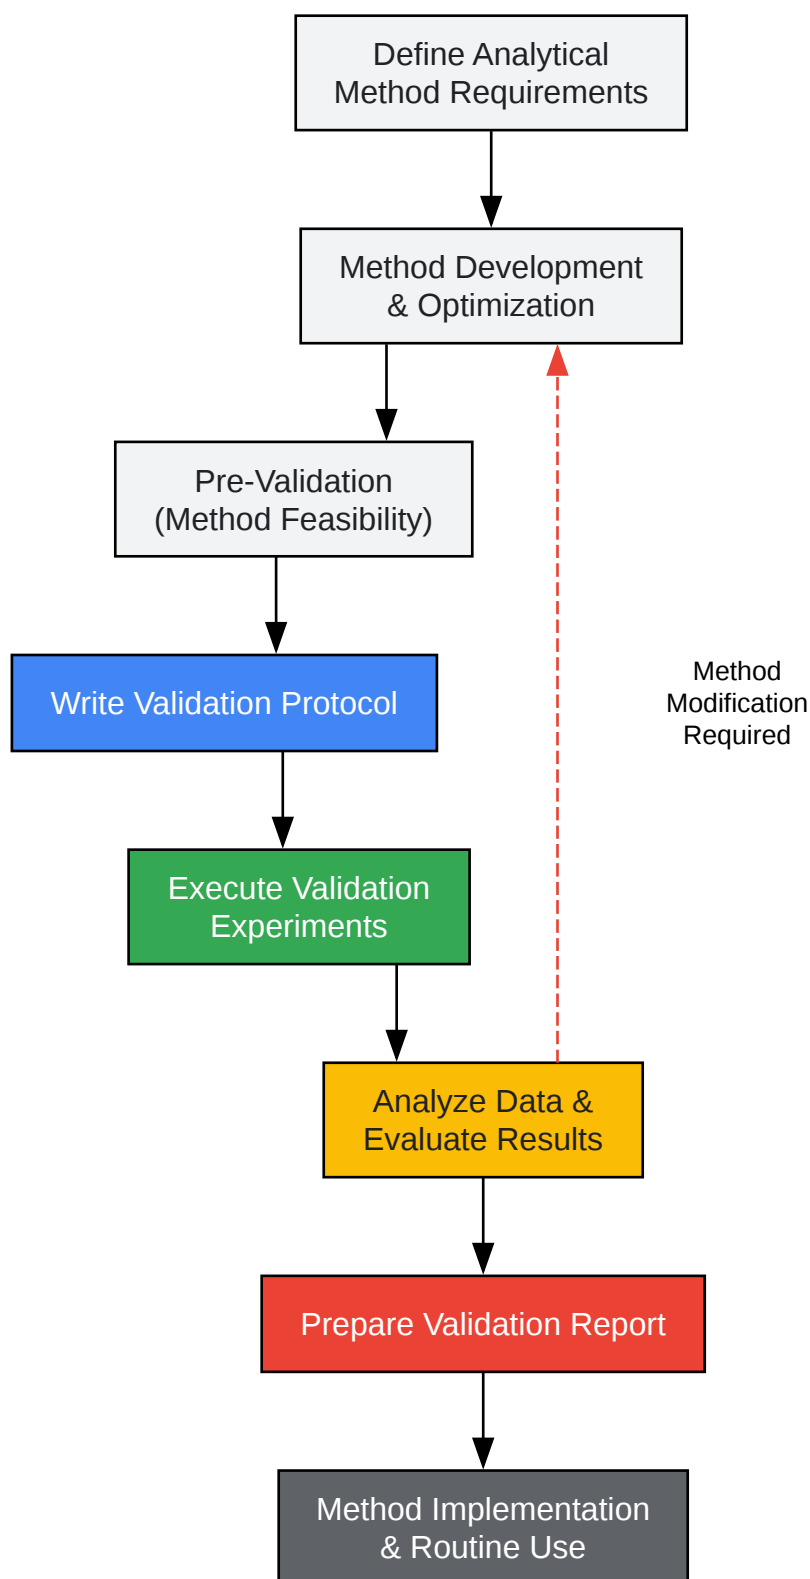 Define Analytical
Method Requirements
Method Development
& Optimization
Pre-Validation
(Method Feasibility)
Write Validation Protocol
Method
Modification
Required
Execute Validation
Experiments
Analyze Data &
Evaluate Results
Prepare Validation Report
Method Implementation
& Routine Use